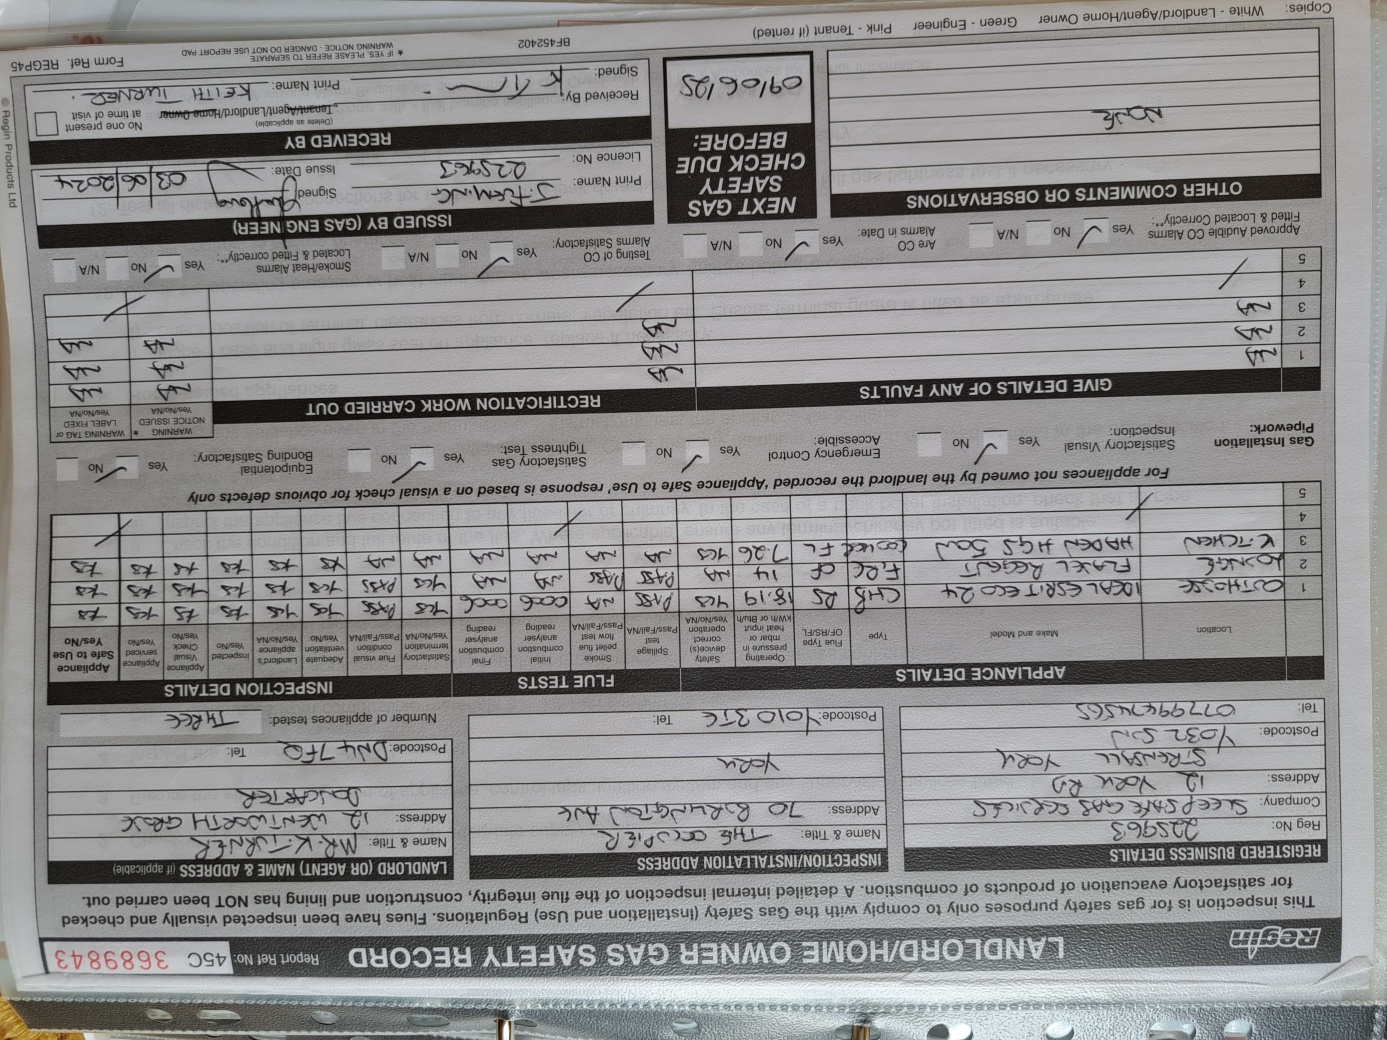 Regin
LANDLORD/HOME OWNER GAS SAFETY RECORD
Report Ref No: 45C 3689843
This inspection is for gas safety purposes only to comply with the Gas Safety (Installation and Use) Regulations. Flues have been inspected visually and checked
for satisfactory evacuation of products of combustion. A detailed internal inspection of the flue integrity, construction and lining has NOT been carried out.
REGISTERED BUSINESS DETAILS
Reg No: 225963
Company: SLEEPSAFE GAS SERVICES
Address: 12 YORK RD
STRENSALL YORK
Postcode: YO32 5UN
Tel: 07799474565
INSPECTION/INSTALLATION ADDRESS
Name & Title: THE OCCUPIER
Address: 70 BURLINGTON AVE
YORK
Postcode: YO10 3TE Tel:
LANDLORD (OR AGENT) NAME & ADDRESS (if applicable)
Name & Title: MR. K. TURNER
Address: 12 WENTWORTH GROVE
DONCASTER
Postcode: DN4 7FQ Tel:
Number of appliances tested: THREE
APPLIANCE DETAILS
FLUE TESTS
INSPECTION DETAILS
Location Make and Model Type Flue Type OF/RS/FL Operating pressure in mbar or heat input kW/h or Btu/h Safety device(s) correct operation Yes/No/NA Spillage test Pass/Fail/NA Smoke pellet flue flow test Pass/Fail/NA Initial combustion analyser reading Final combustion analyser reading Satisfactory termination Yes/No/NA Flue visual condition Pass/Fail/NA Adequate ventilation Yes/No Landlord's appliance Yes/No/NA Inspected Yes/No Appliance Visual Check Yes/No Appliance serviced Yes/No Appliance Safe to Use Yes/No
1 OUTHOUSE IDEAL ESRITECO 24 CHB RS 18.19 YES PASS NA 0006 0006 YES PASS YES YES YES YES YES YES
2 LOUNGE FLAVEL REGENT FIRE OF 14 NA PASS PASS NA NA YES PASS YES YES YES YES YES YES
3 KITCHEN HADEN HGS 50W COOKER FL 7.26 YES NA NA NA NA NA NA YES YES YES YES YES YES
4
5
For appliances not owned by the landlord the recorded 'Appliance Safe to Use' response is based on a visual check for obvious defects only
Gas Installation Pipework: Satisfactory Visual Inspection: Yes No Emergency Control Accessible: Yes No Satisfactory Gas Tightness Test: Yes No Equipotential Bonding Satisfactory: Yes No
GIVE DETAILS OF ANY FAULTS
RECTIFICATION WORK CARRIED OUT
WARNING NOTICE ISSUED Yes/No/NA *
WARNING TAG or LABEL FIXED Yes/No/NA
1 NA NA NA NA
2 NA NA NA NA
3 NA NA NA NA
4
5
Approved Audible CO Alarms Fitted & Located Correctly**: Yes No N/A Are CO Alarms in Date: Yes No N/A Testing of CO Alarms Satisfactory: Yes No N/A Smoke/Heat Alarms Located & Fitted correctly**: Yes No N/A
OTHER COMMENTS OR OBSERVATIONS
NONE
NEXT GAS SAFETY CHECK DUE BEFORE:
09/06/25
ISSUED BY (GAS ENGINEER)
Print Name: J. FLEMING Signed:
Licence No: 225963 Issue Date: 03/06/2024
RECEIVED BY
(Delete as applicable)
Received By: Tenant/Agent/Landlord/Home Owner
No one present at time of visit
Signed: Print Name: KEITH TURNER.
* IF YES, PLEASE REFER TO SEPARATE WARNING NOTICE - DANGER DO NOT USE REPORT PAD
BF452402
Form Ref. REGP45
Copies: White - Landlord/Agent/Home Owner Green - Engineer Pink - Tenant (if rented)
© Regin Products Ltd